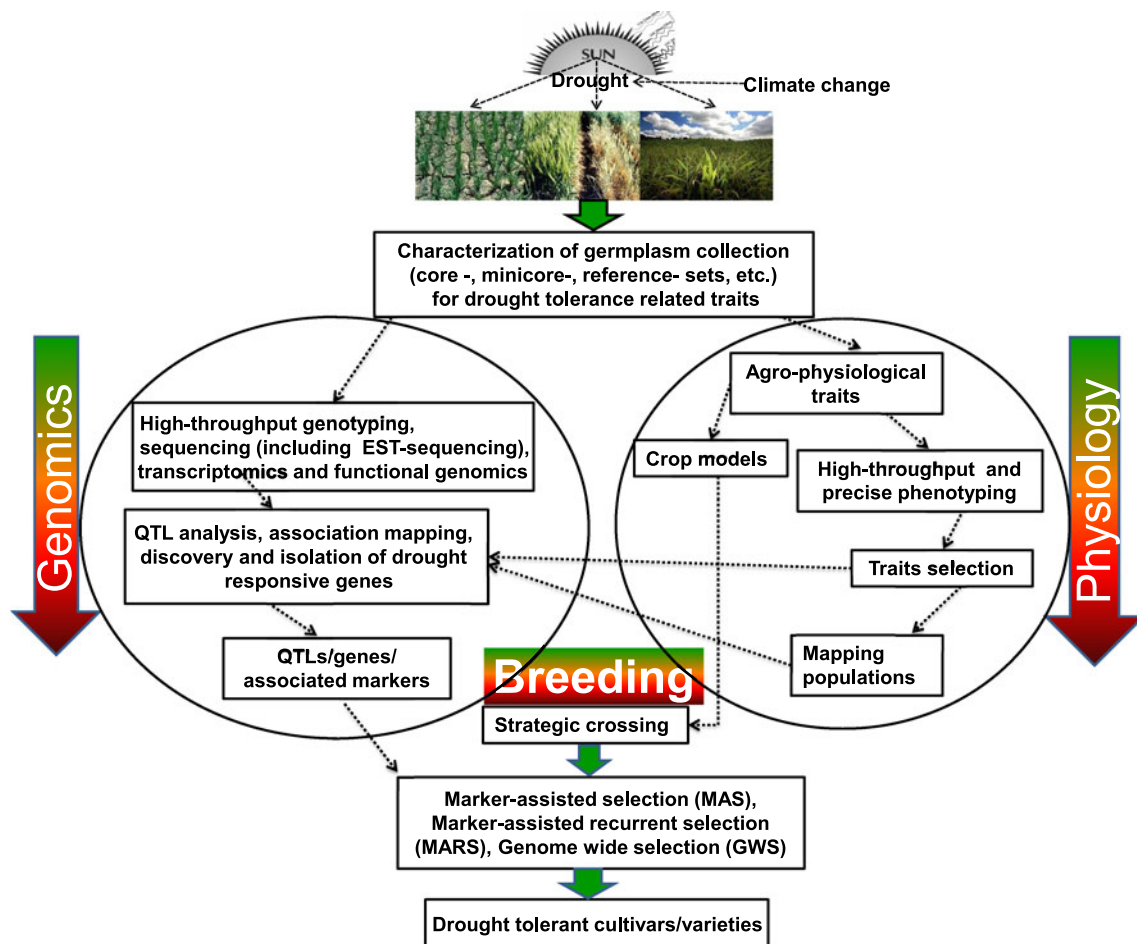 SUN
Drought
Climate change
Characterization of germplasm collection
(core -, minicore-, reference- sets, etc.)
for drought tolerance related traits
Genomics
High-throughput genotyping,
sequencing (including EST-sequencing),
transcriptomics and functional genomics
QTL analysis, association mapping,
discovery and isolation of drought
responsive genes
QTLs/genes/
associated markers
Agro-physiological
traits
Crop models
High-throughput and
precise phenotyping
Traits selection
Mapping
populations
Physiology
Breeding
Strategic crossing
Marker-assisted selection (MAS),
Marker-assisted recurrent selection
(MARS), Genome wide selection (GWS)
Drought tolerant cultivars/varieties